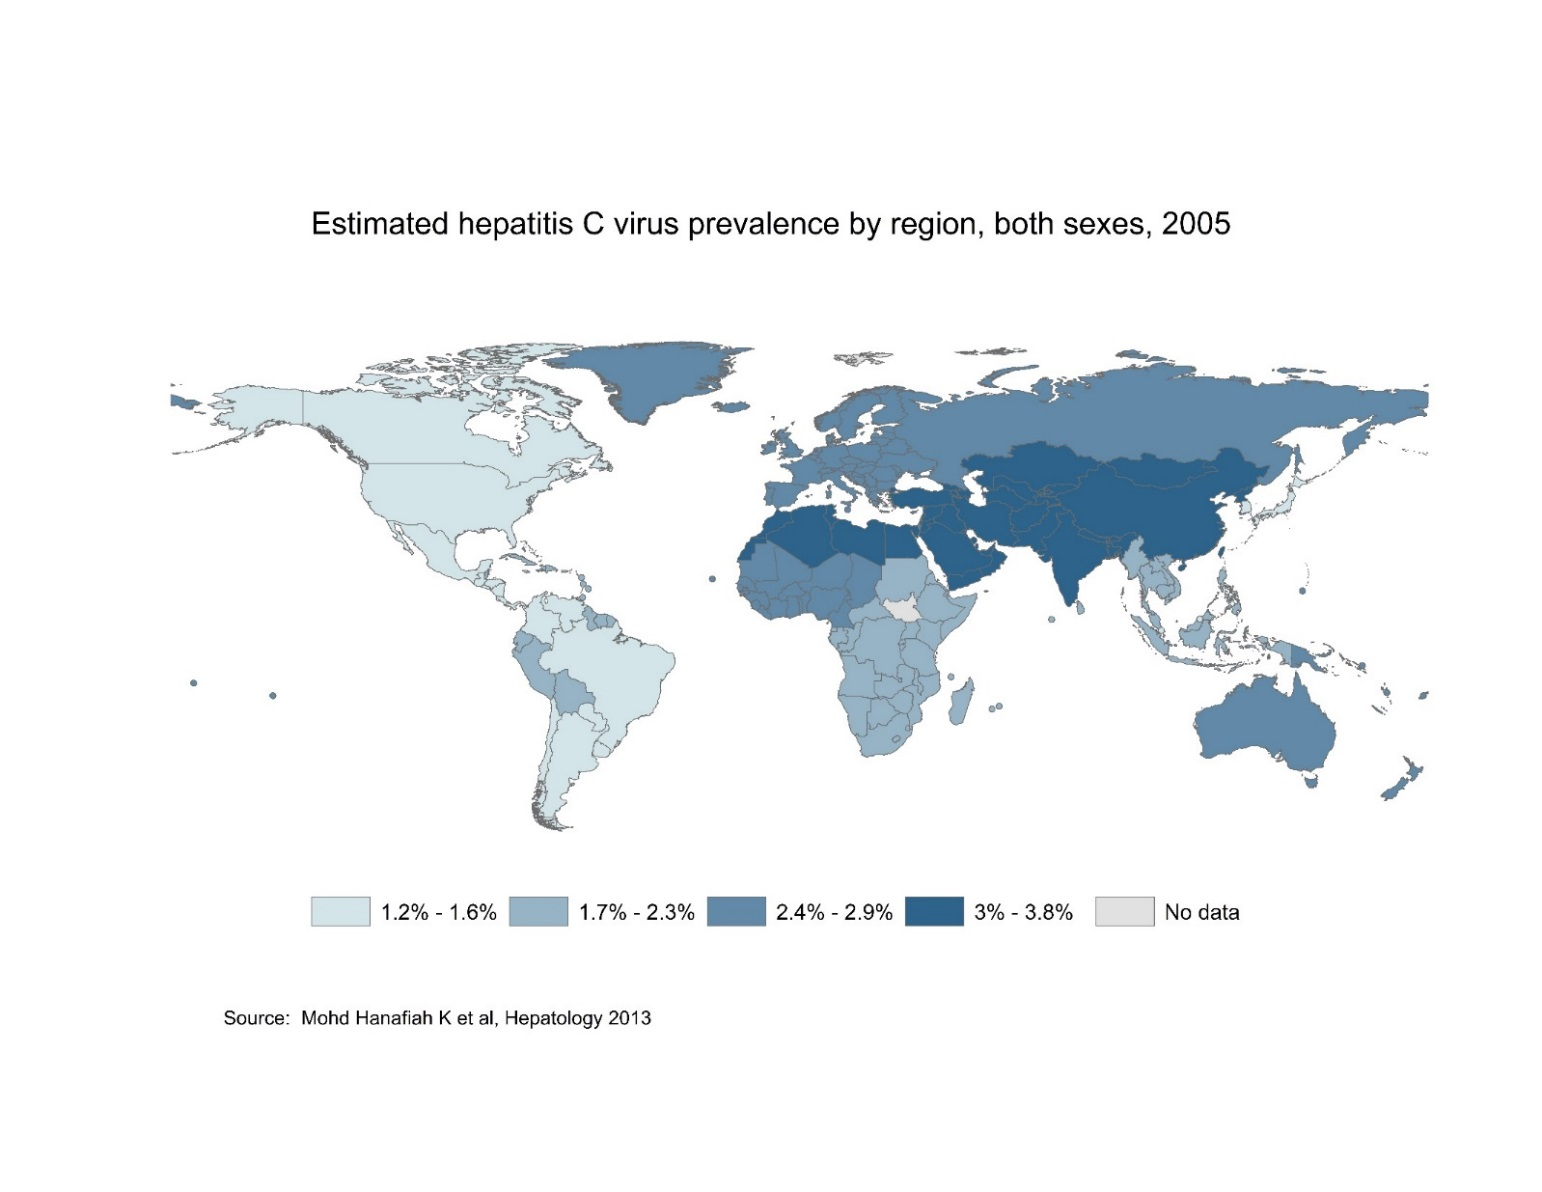 Estimated hepatitis C virus prevalence by region, both sexes, 2005
1.2% - 1.6% 1.7% - 2.3% 2.4% - 2.9% 3% - 3.8% No data
Source: Mohd Hanafiah K et al, Hepatology 2013